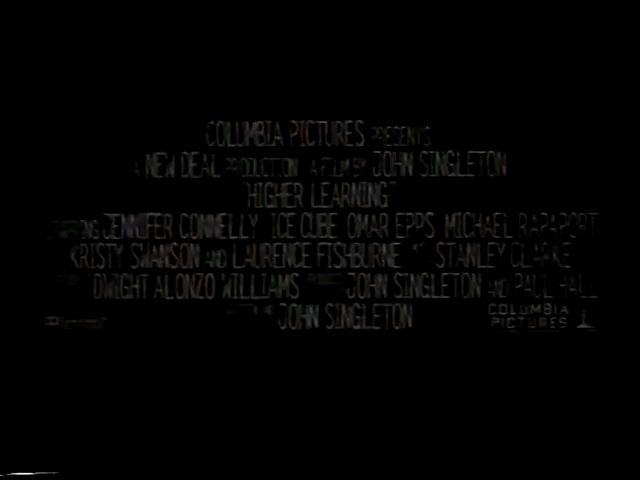 COLUMBIA PICTURES PRESENTS
A NEW DEAL PRODUCTION A FILM BY JOHN SINGLETON
"HIGHER LEARNING"
STARRING JENNIFER CONNELLY ICE CUBE OMAR EPPS MICHAEL RAPAPORT
KRISTY SWANSON AND LAURENCE FISHBURNE STANLEY CLARKE
DWIGHT ALONZO WILLIAMS JOHN SINGLETON AND PAUL HALL
JOHN SINGLETON
COLUMBIA
PICTURES